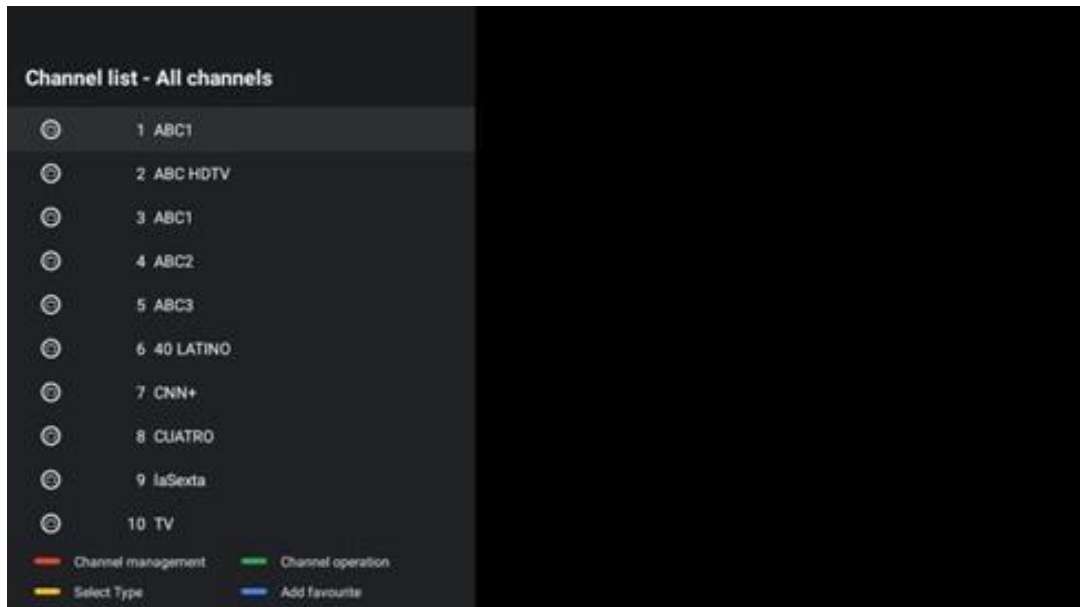 Channel list - All channels
1 ABC1
2 ABC HDTV
3 ABC1
4 ABC2
5 ABC3
6 40 LATINO
7 CNN+
8 CUATRO
9 laSexta
10 TV
Channel management Channel operation
Select Type Add favourite